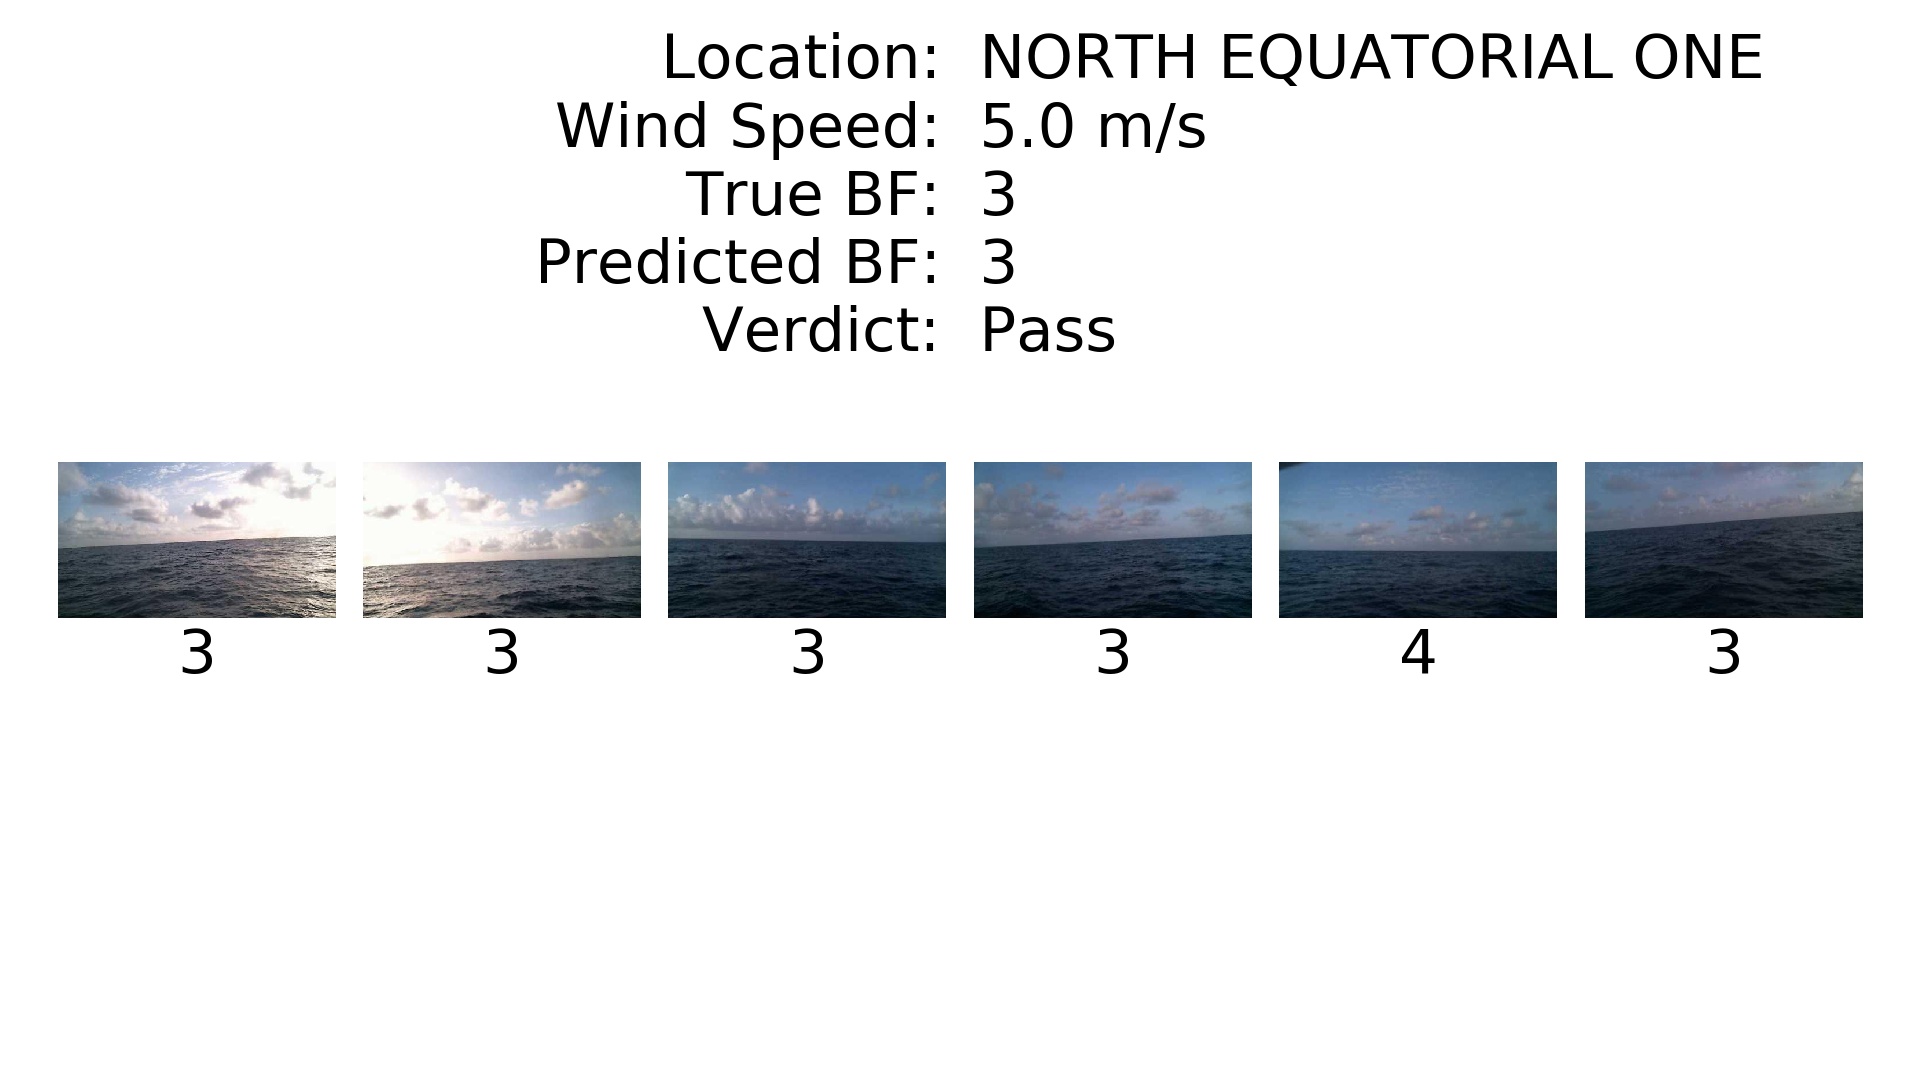 Location: NORTH EQUATORIAL ONE
Wind Speed: 5.0 m/s
True BF: 3
Predicted BF: 3
Verdict: Pass
3 3 3 3 4 3